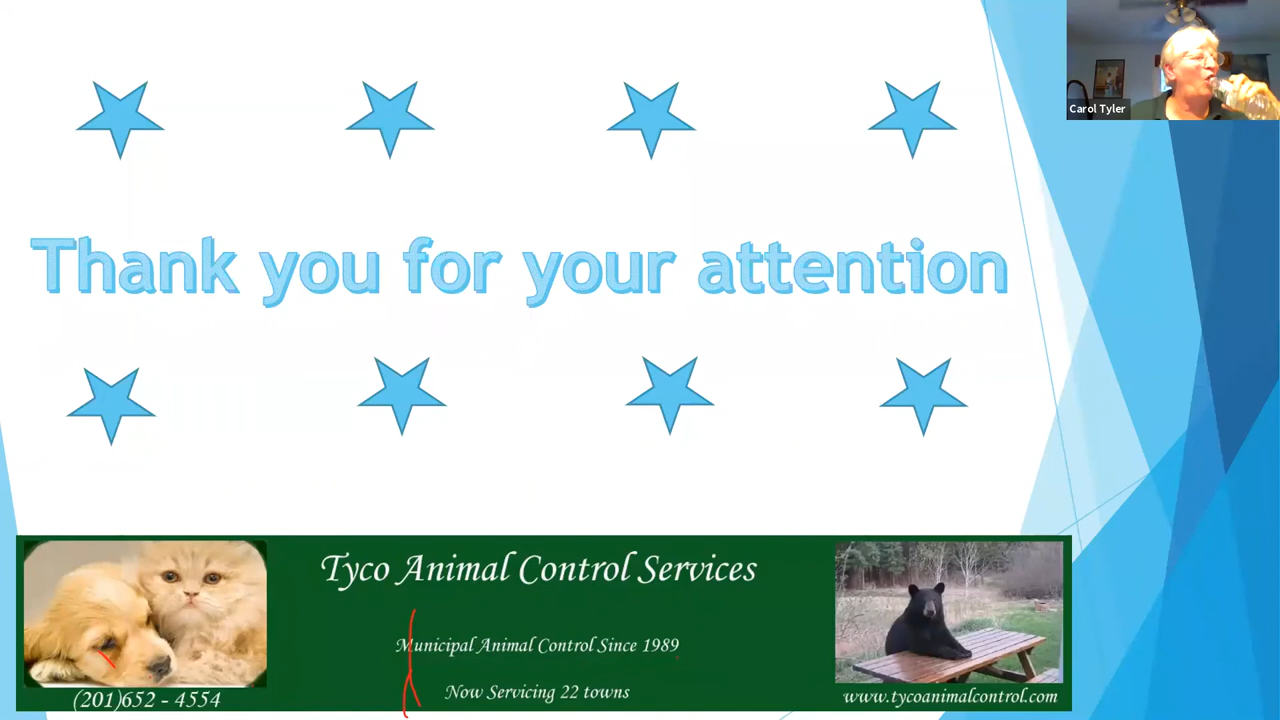 Carol Tyler
Thank you for your attention
Tyco Animal Control Services
Municipal Animal Control Since 1989
Now Servicing 22 towns
(201)652 - 4554
www.tycoanimalcontrol.com